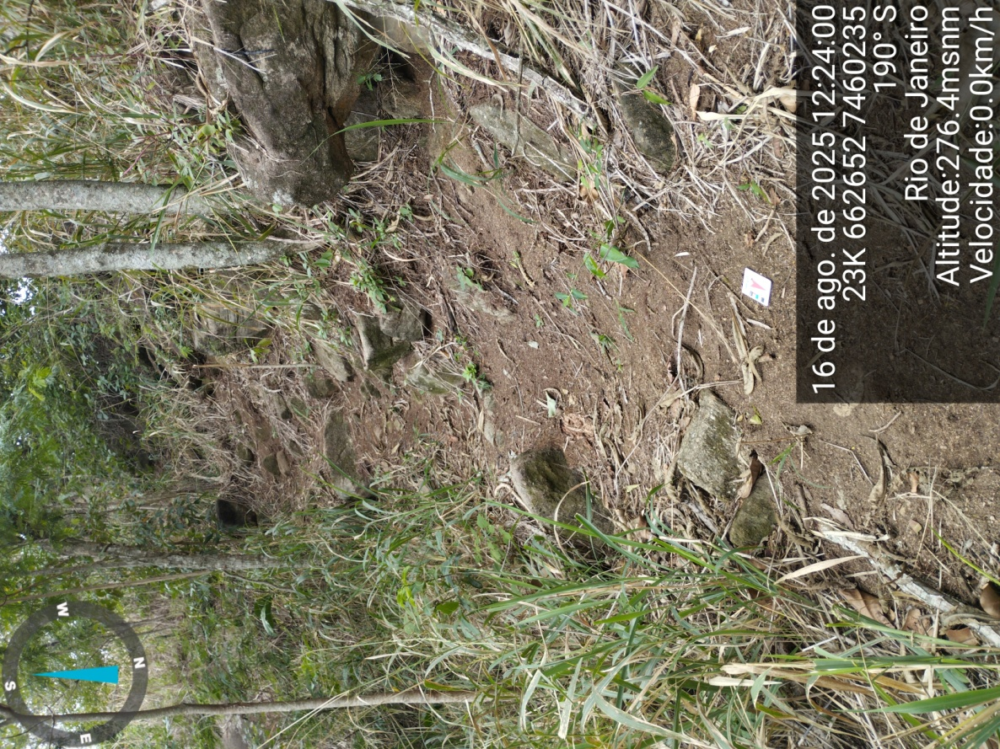 16 de ago. de 2025 12:24:00
23K 662652 7460235
190° S
Rio de Janeiro
Altitude:276.4msnm
Velocidade:0.0km/h
W
N
S
E